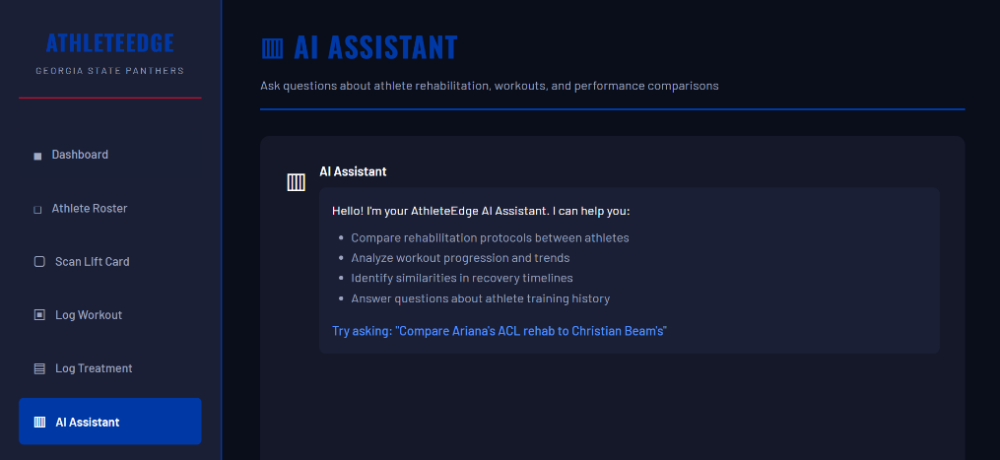 ATHLETEEDGE
GEORGIA STATE PANTHERS
Dashboard
Athlete Roster
Scan Lift Card
Log Workout
Log Treatment
AI Assistant
AI ASSISTANT
Ask questions about athlete rehabilitation, workouts, and performance comparisons
AI Assistant
Hello! I'm your AthleteEdge AI Assistant. I can help you:
• Compare rehabilitation protocols between athletes
• Analyze workout progression and trends
• Identify similarities in recovery timelines
• Answer questions about athlete training history
Try asking: "Compare Ariana's ACL rehab to Christian Beam's"